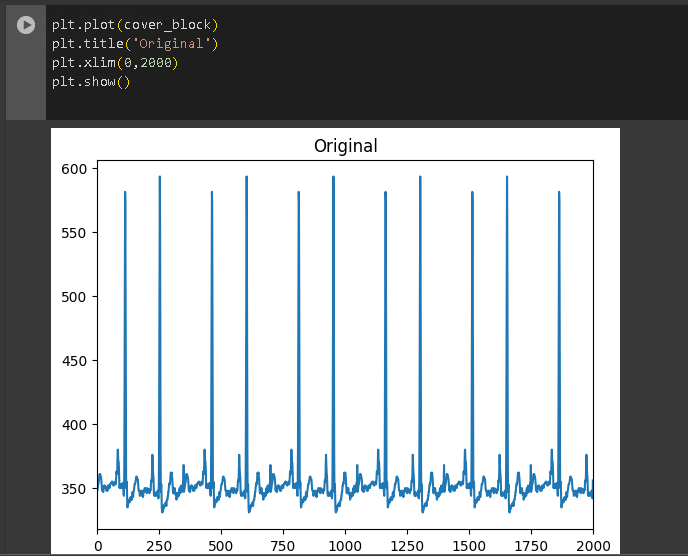 plt.plot(cover_block)
plt.title('Original')
plt.xlim(0,2000)
plt.show()
Original
600
550
500
450
400
350
0 250 500 750 1000 1250 1500 1750 2000